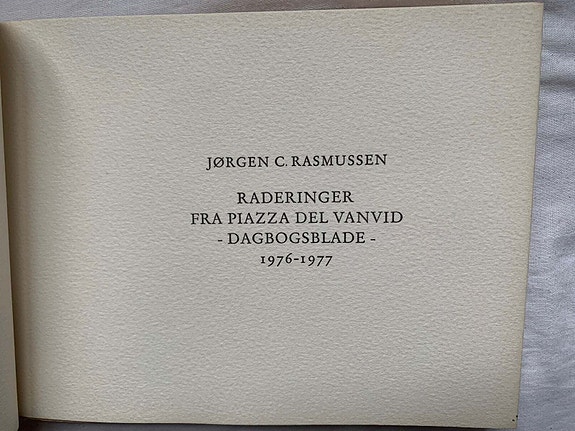 JØRGEN C. RASMUSSEN
RADERINGER
FRA PIAZZA DEL VANVID
- DAGBOGSBLADE -
1976-1977